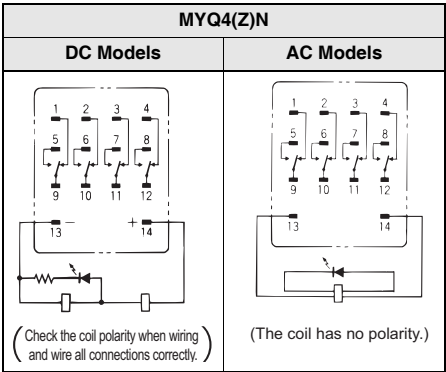 MYQ4(Z)N
DC Models
AC Models
1 2 3 4
5 6 7 8
9 10 11 12
13 − + 14
(Check the coil polarity when wiring
and wire all connections correctly.)
1 2 3 4
5 6 7 8
9 10 11 12
13 14
(The coil has no polarity.)